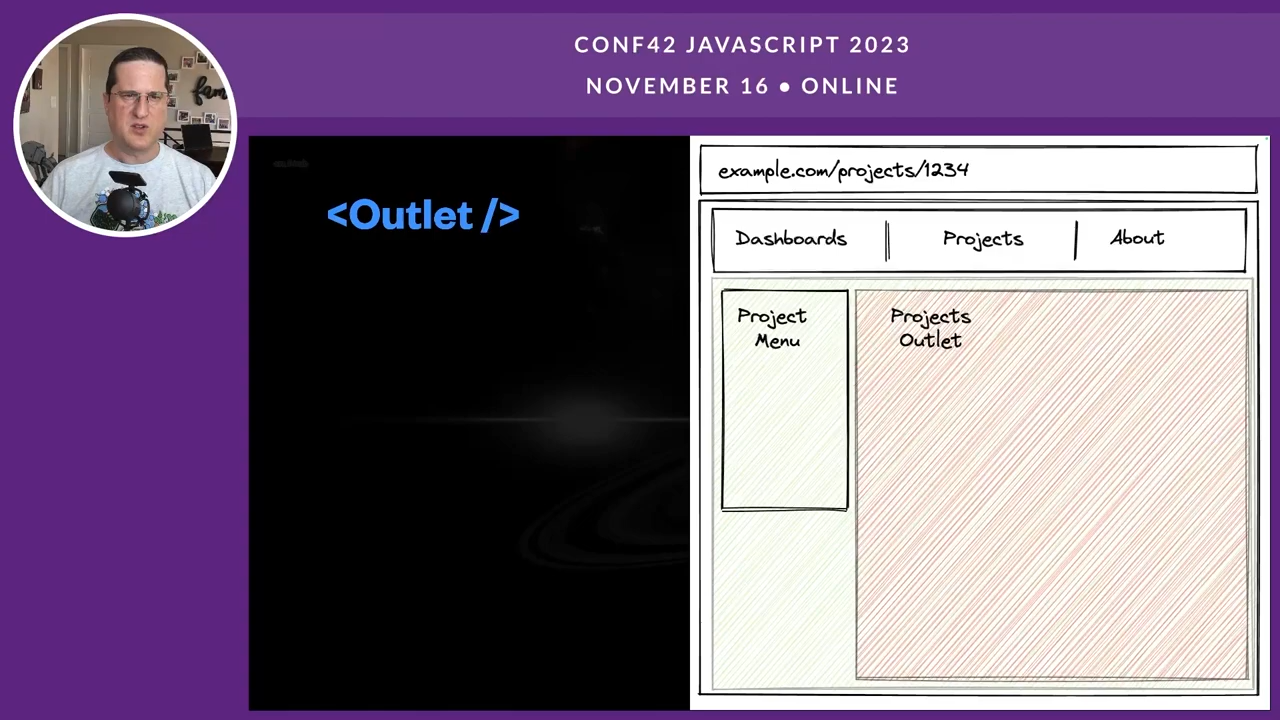 CONF42 JAVASCRIPT 2023
NOVEMBER 16 • ONLINE
<Outlet />
example.com/projects/1234
Dashboards
Projects
About
Project
Menu
Projects
Outlet